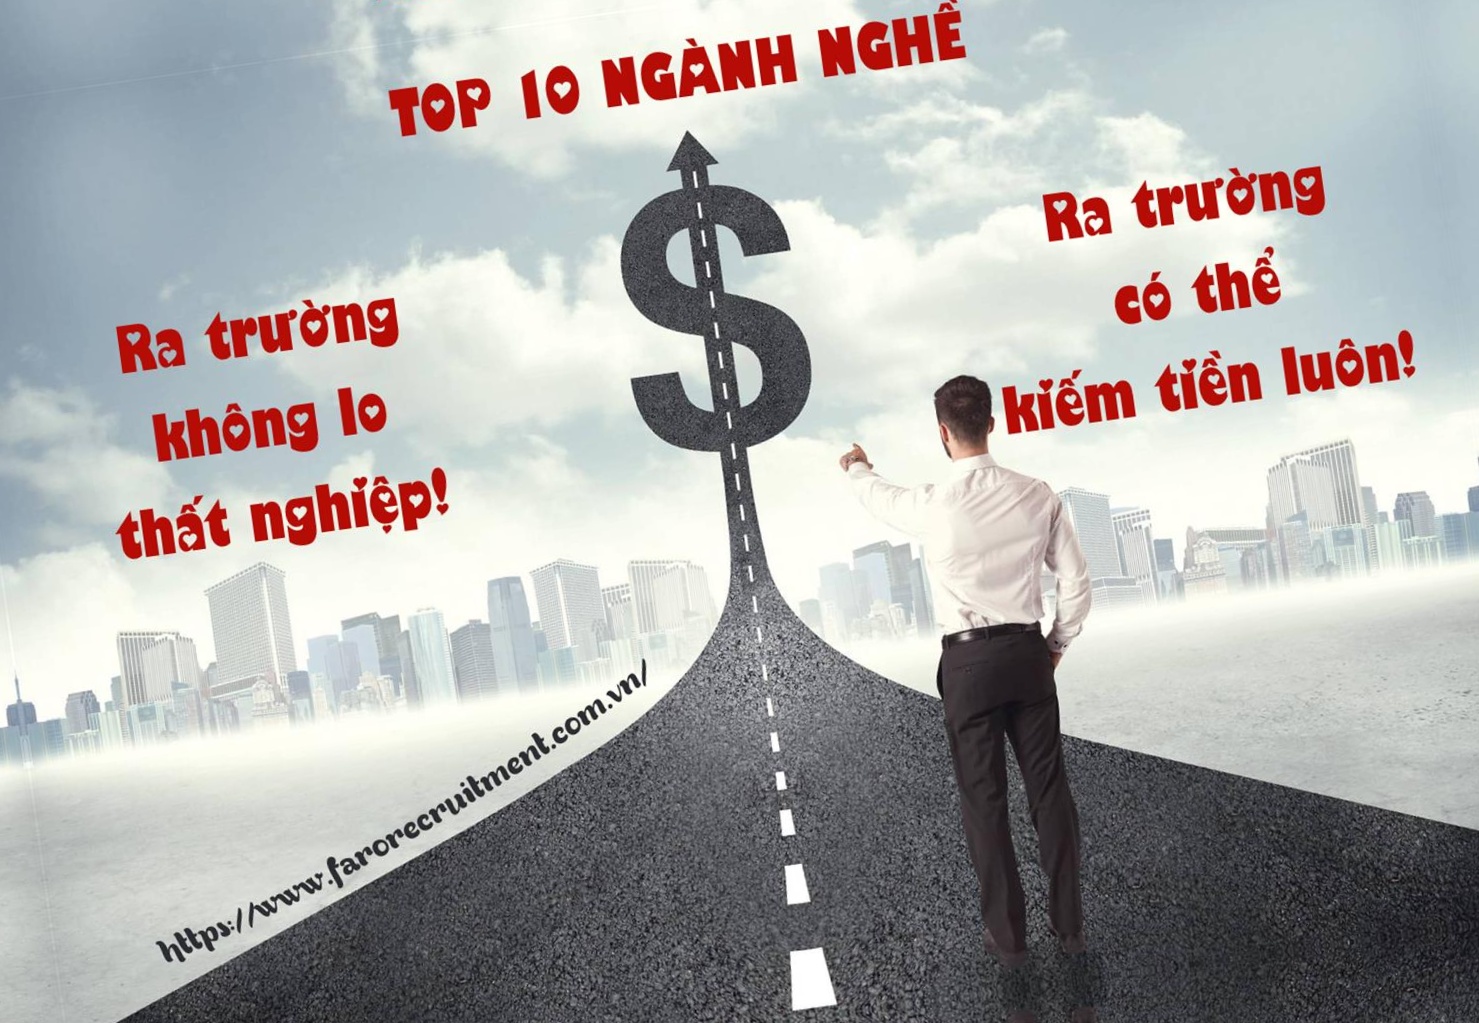 TOP 10 NGÀNH NGHỀ
Ra trường
không lo
thất nghiệp!
Ra trường
có thể
kiếm tiền luôn!
https://www.farorecruitment.com.vn/